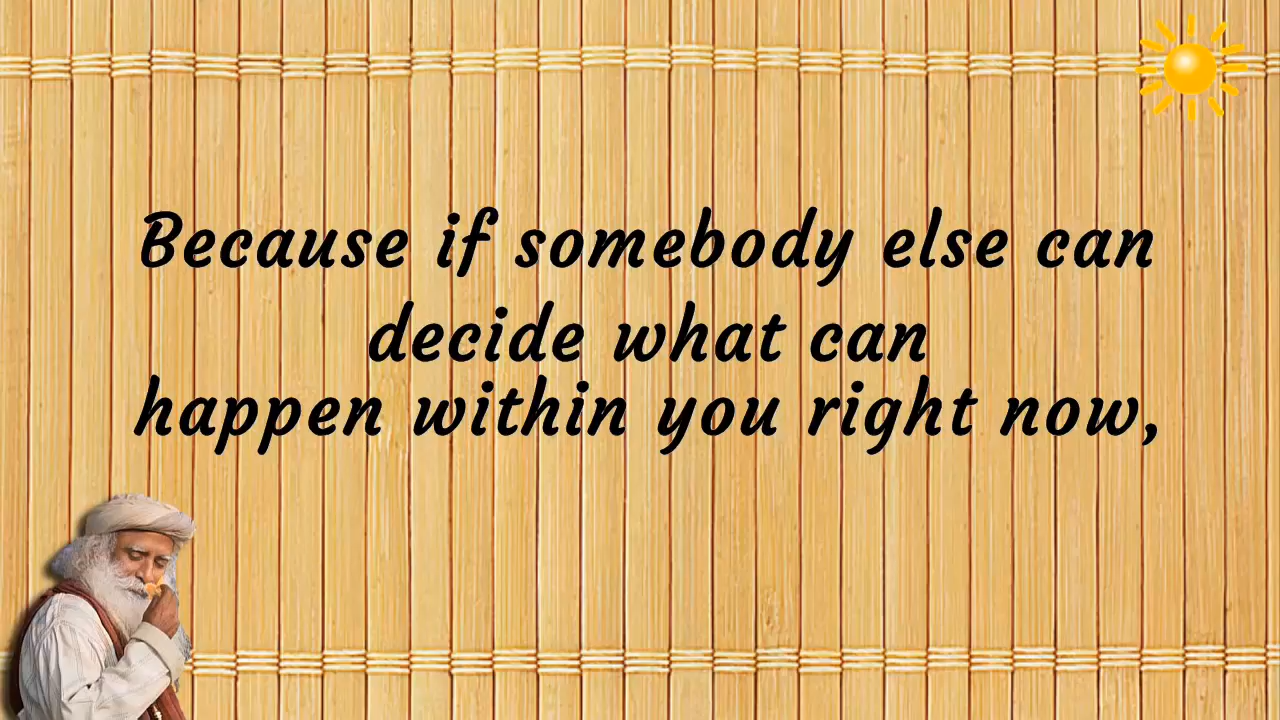 Because if somebody else can
decide what can
happen within you right now,